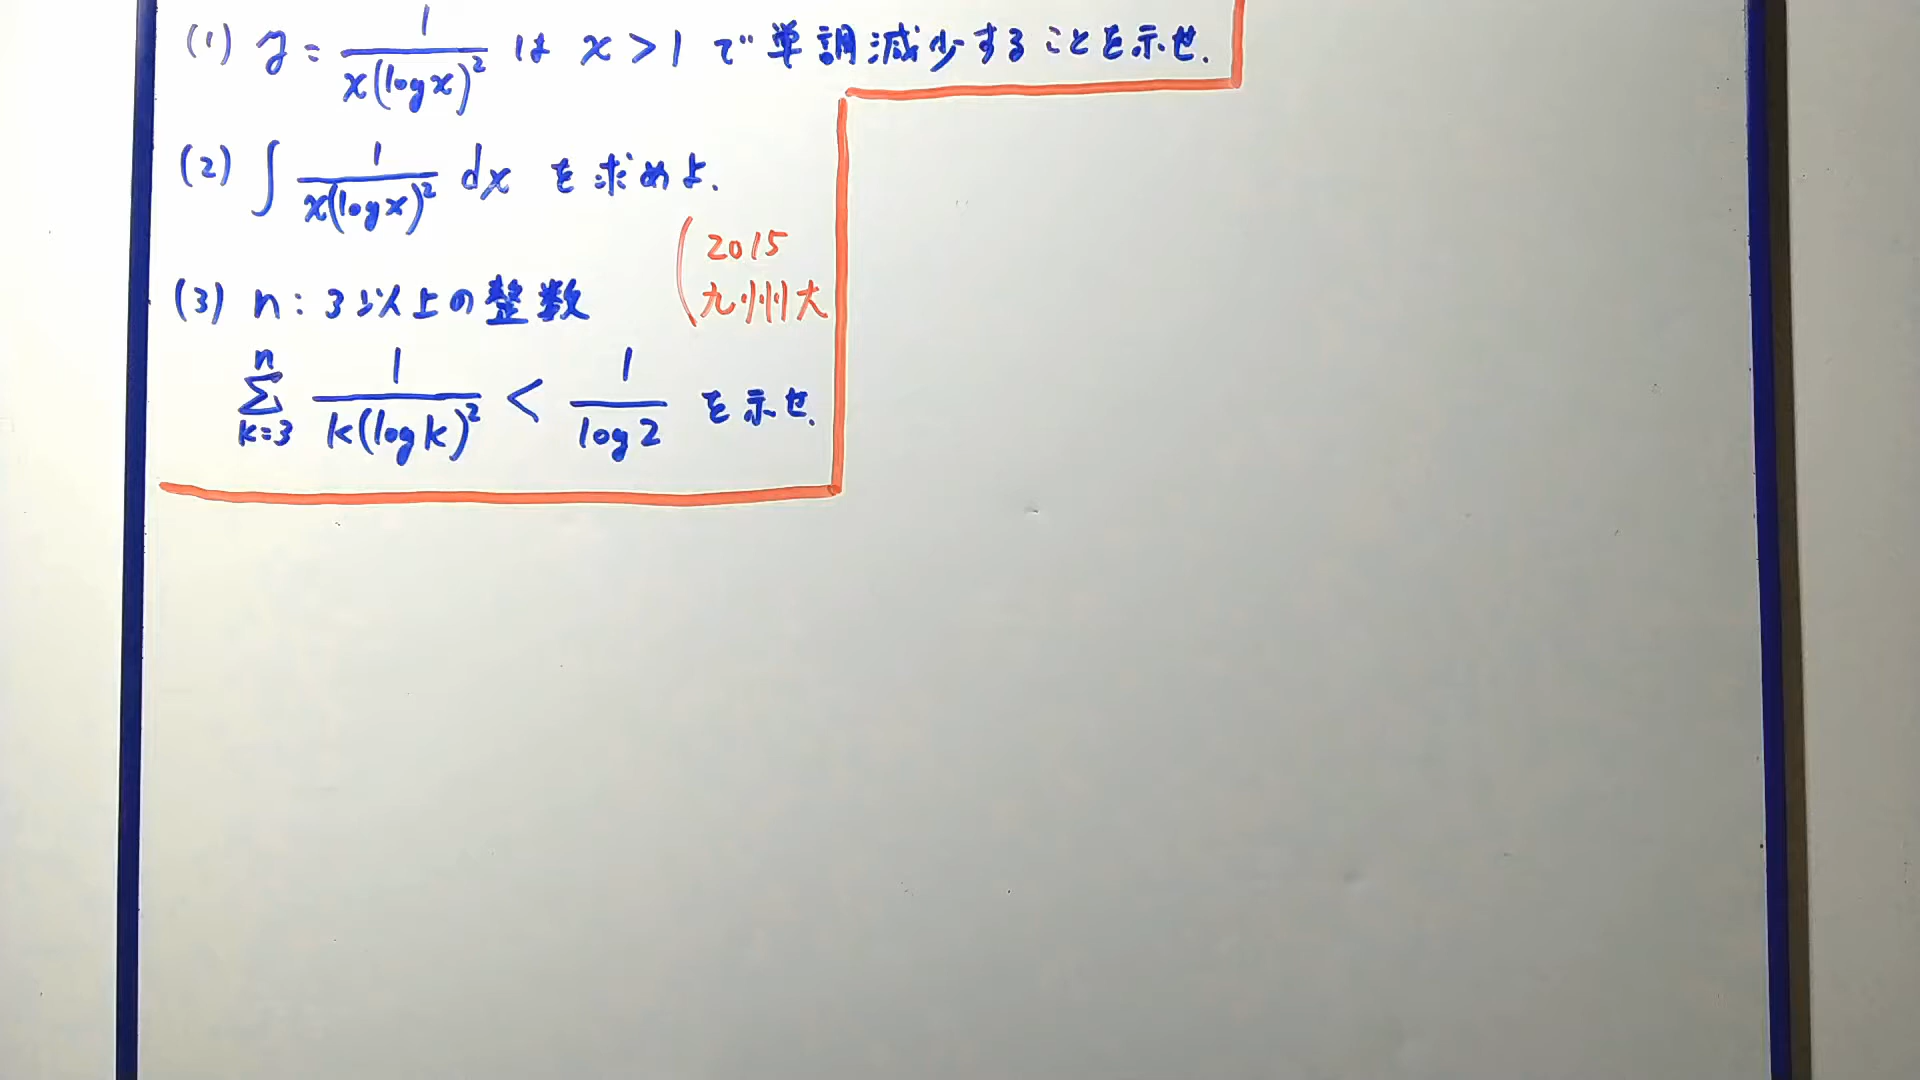 (1) y = 1/(x(log x)^2) は x > 1 で単調減少することを示せ.
(2) ∫ 1/(x(log x)^2) dx を求めよ.
(2015 九州大
(3) n : 3以上の整数
∑_{k=3}^{n} 1/(k(log k)^2) < 1/(log 2) を示せ.